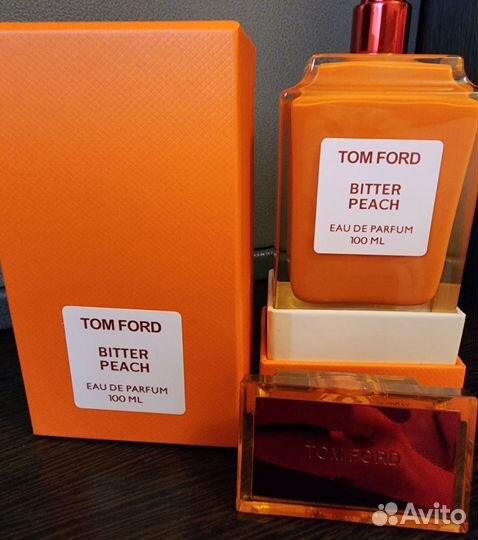 TOM FORD
BITTER
PEACH
EAU DE PARFUM
100 ML
TOM FORD
BITTER
PEACH
EAU DE PARFUM
100 ML
TOM FORD
Avito